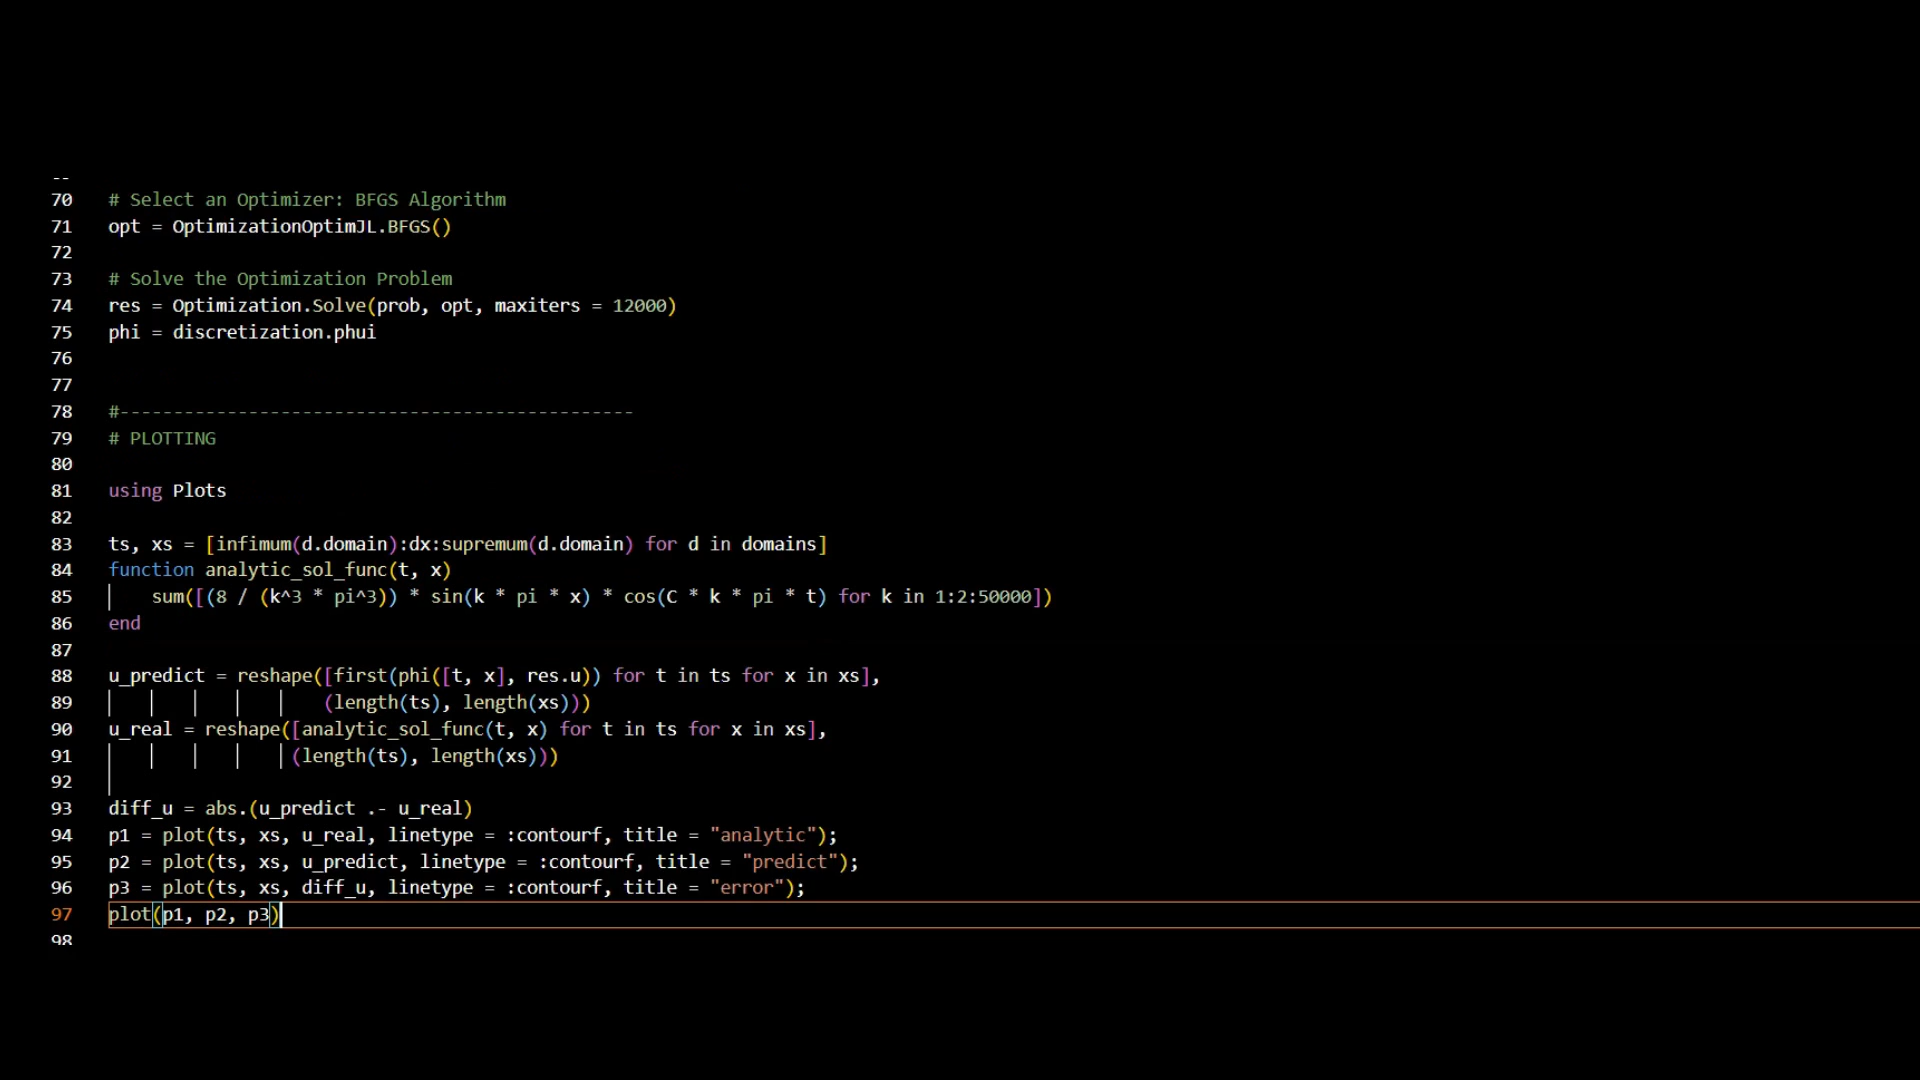 70 # Select an Optimizer: BFGS Algorithm
71 opt = OptimizationOptimJL.BFGS()
72
73 # Solve the Optimization Problem
74 res = Optimization.Solve(prob, opt, maxiters = 12000)
75 phi = discretization.phui
76
77
78 #------------------------------------------------
79 # PLOTTING
80
81 using Plots
82
83 ts, xs = [infimum(d.domain):dx:supremum(d.domain) for d in domains]
84 function analytic_sol_func(t, x)
85     sum([(8 / (k^3 * pi^3)) * sin(k * pi * x) * cos(C * k * pi * t) for k in 1:2:50000])
86 end
87
88 u_predict = reshape([first(phi([t, x], res.u)) for t in ts for x in xs],
89                     (length(ts), length(xs)))
90 u_real = reshape([analytic_sol_func(t, x) for t in ts for x in xs],
91                  (length(ts), length(xs)))
92
93 diff_u = abs.(u_predict .- u_real)
94 p1 = plot(ts, xs, u_real, linetype = :contourf, title = "analytic");
95 p2 = plot(ts, xs, u_predict, linetype = :contourf, title = "predict");
96 p3 = plot(ts, xs, diff_u, linetype = :contourf, title = "error");
97 plot(p1, p2, p3)
98